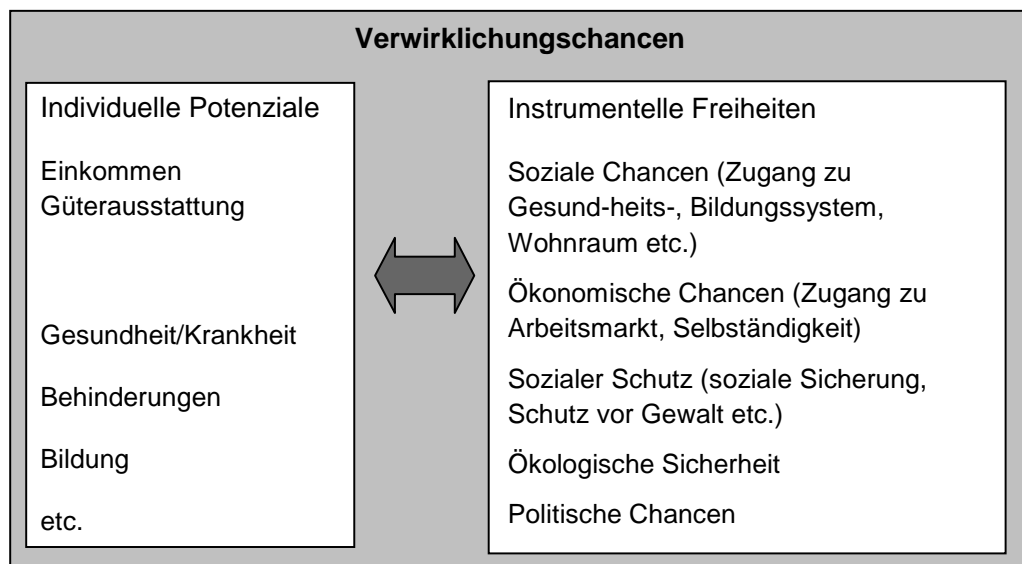 Verwirklichungschancen
Individuelle Potenziale
Einkommen
Güterausstattung
Gesundheit/Krankheit
Behinderungen
Bildung
etc.
Instrumentelle Freiheiten
Soziale Chancen (Zugang zu
Gesund-heits-, Bildungssystem,
Wohnraum etc.)
Ökonomische Chancen (Zugang zu
Arbeitsmarkt, Selbständigkeit)
Sozialer Schutz (soziale Sicherung,
Schutz vor Gewalt etc.)
Ökologische Sicherheit
Politische Chancen